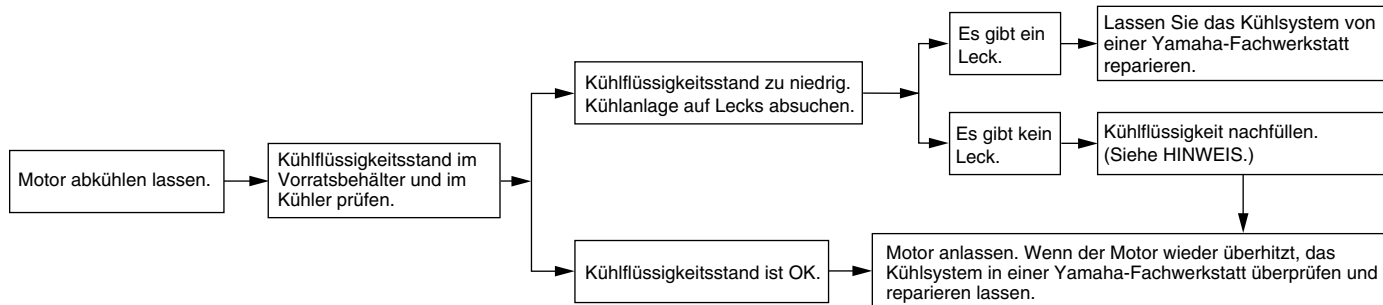 Motor abkühlen lassen.
Kühlflüssigkeitsstand im
Vorratsbehälter und im
Kühler prüfen.
Kühlflüssigkeitsstand zu niedrig.
Kühlanlage auf Lecks absuchen.
Es gibt ein
Leck.
Lassen Sie das Kühlsystem von
einer Yamaha-Fachwerkstatt
reparieren.
Es gibt kein
Leck.
Kühlflüssigkeit nachfüllen.
(Siehe HINWEIS.)
Kühlflüssigkeitsstand ist OK.
Motor anlassen. Wenn der Motor wieder überhitzt, das
Kühlsystem in einer Yamaha-Fachwerkstatt überprüfen und
reparieren lassen.